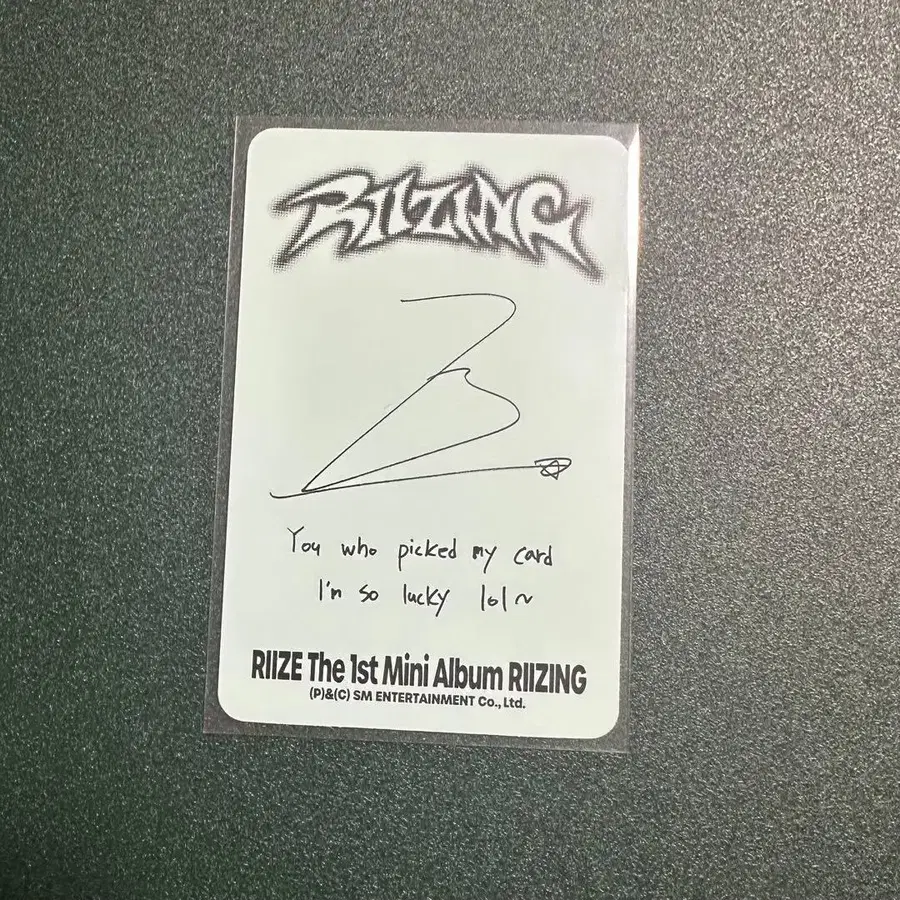 RIIZING
You who picked my card
I'm so lucky lol~
RIIZE The 1st Mini Album RIIZING
(P)&(C) SM ENTERTAINMENT Co., Ltd.